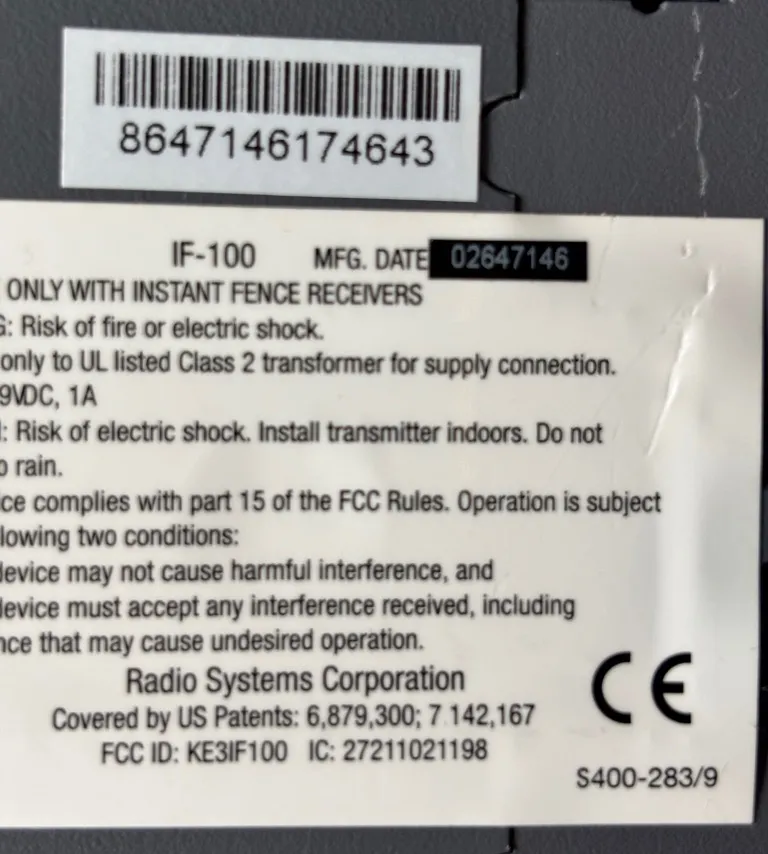 8647146174643
IF-100 MFG. DATE 02647146
ONLY WITH INSTANT FENCE RECEIVERS
G: Risk of fire or electric shock.
only to UL listed Class 2 transformer for supply connection.
9VDC, 1A
: Risk of electric shock. Install transmitter indoors. Do not
o rain.
ice complies with part 15 of the FCC Rules. Operation is subject
llowing two conditions:
device may not cause harmful interference, and
device must accept any interference received, including
nce that may cause undesired operation.
Radio Systems Corporation
Covered by US Patents: 6,879,300; 7 142,167
FCC ID: KE3IF100 IC: 27211021198
CE
S400-283/9